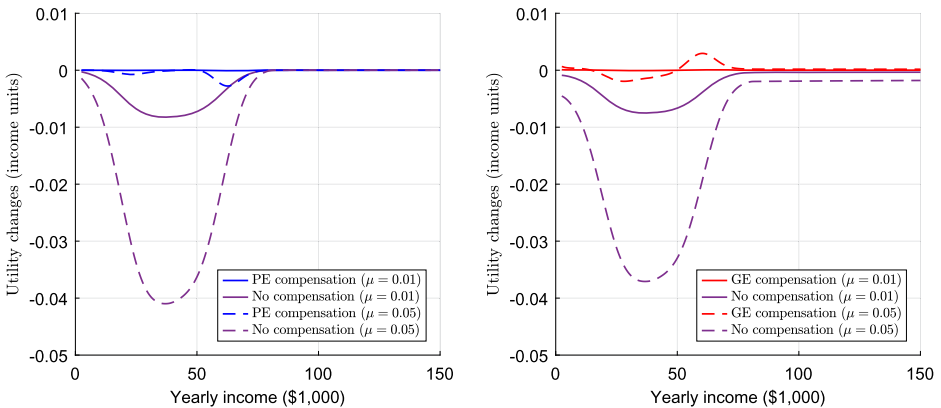 0.01
0
-0.01
-0.02
-0.03
-0.04
-0.05
Utility changes (income units)
PE compensation (μ = 0.01)
No compensation (μ = 0.01)
PE compensation (μ = 0.05)
No compensation (μ = 0.05)
0 50 100 150
Yearly income ($1,000)
0.01
0
-0.01
-0.02
-0.03
-0.04
-0.05
Utility changes (income units)
GE compensation (μ = 0.01)
No compensation (μ = 0.01)
GE compensation (μ = 0.05)
No compensation (μ = 0.05)
0 50 100 150
Yearly income ($1,000)